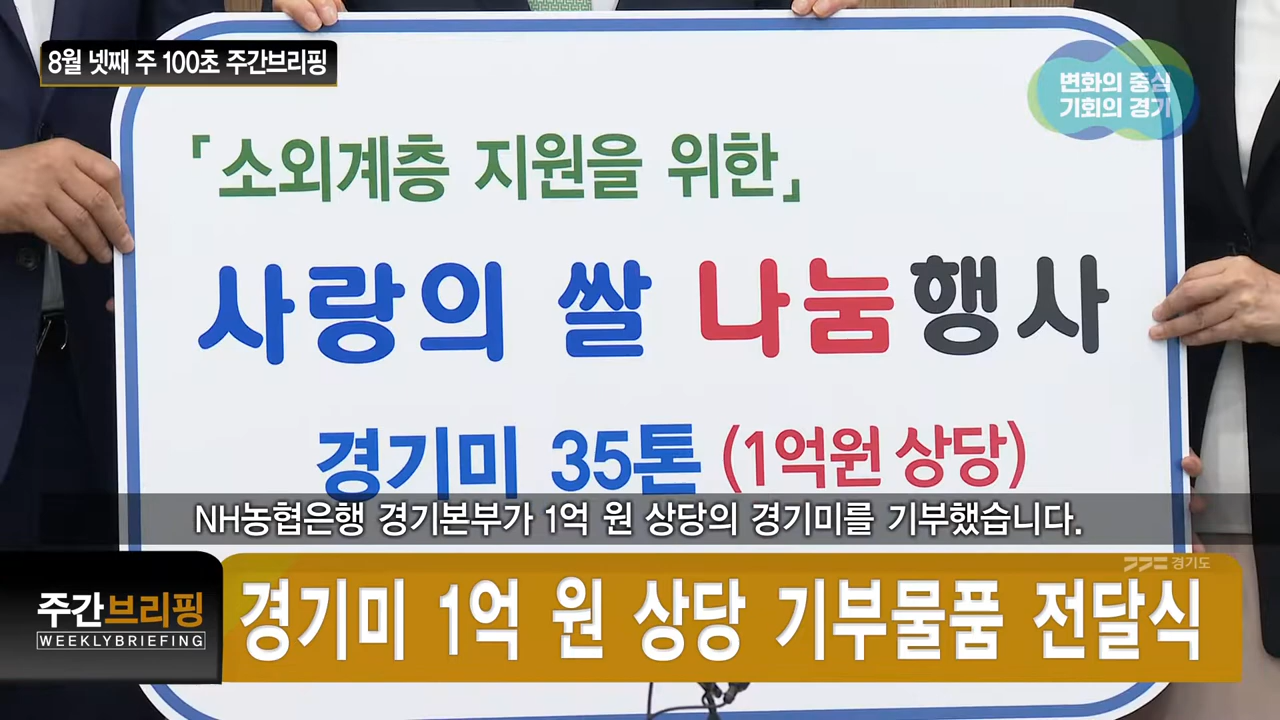 8월 넷째 주 100초 주간브리핑
변화의 중심
기회의 경기
「소외계층 지원을 위한」
사랑의 쌀 나눔행사
경기미 35톤 (1억원 상당)
NH농협은행 경기본부가 1억 원 상당의 경기미를 기부했습니다.
경기도
주간브리핑
WEEKLYBRIEFING
경기미 1억 원 상당 기부물품 전달식